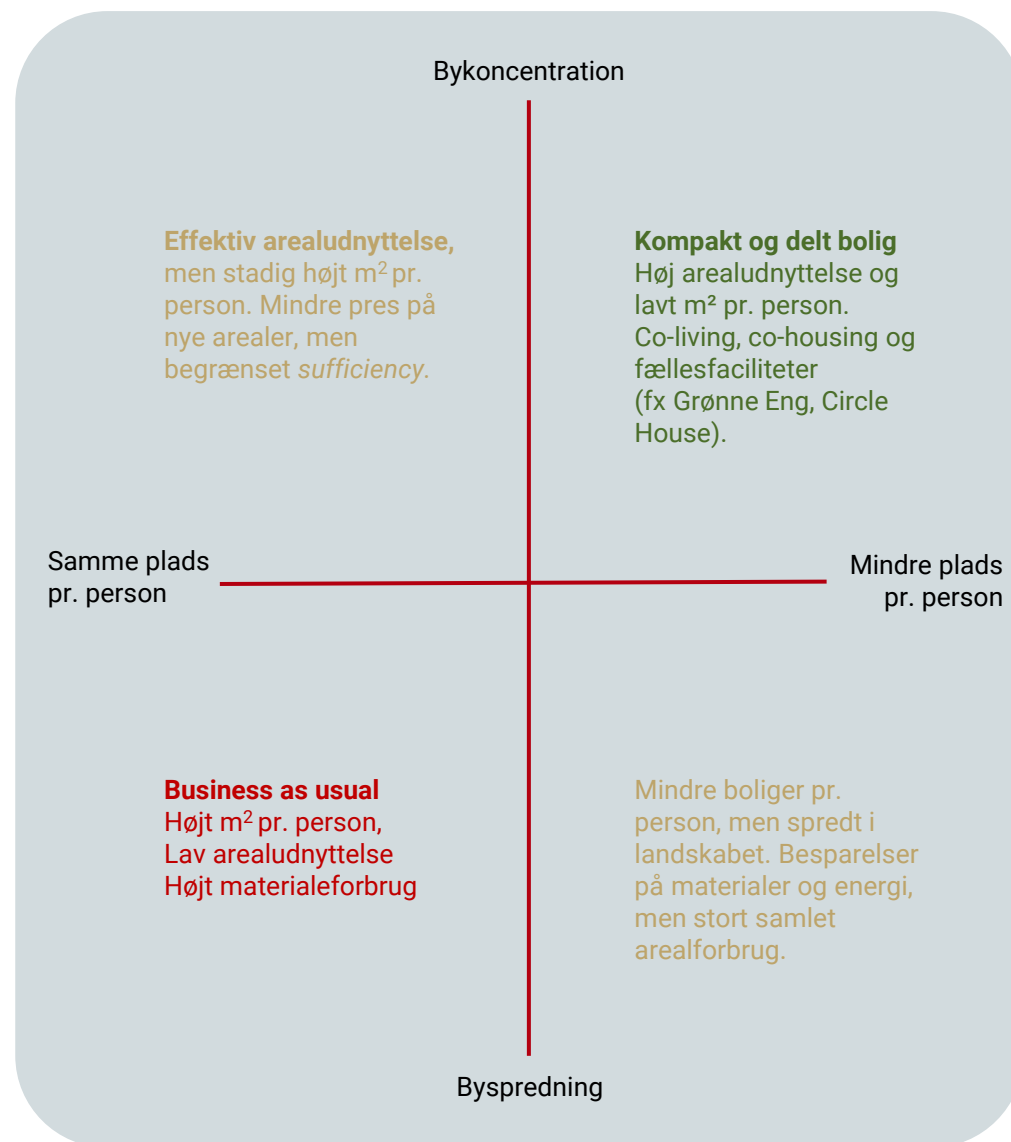 Bykoncentration
Effektiv arealudnyttelse,
men stadig højt m² pr.
person. Mindre pres på
nye arealer, men
begrænset sufficiency.
Kompakt og delt bolig
Høj arealudnyttelse og
lavt m² pr. person.
Co-living, co-housing og
fællesfaciliteter
(fx Grønne Eng, Circle
House).
Samme plads
pr. person
Mindre plads
pr. person
Business as usual
Højt m² pr. person,
Lav arealudnyttelse
Højt materialeforbrug
Mindre boliger pr.
person, men spredt i
landskabet. Besparelser
på materialer og energi,
men stort samlet
arealforbrug.
Byspredning